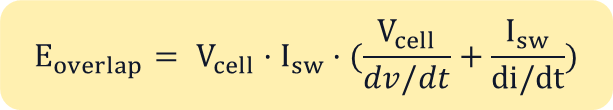 E_overlap = V_cell · I_sw · (V_cell/dv/dt + I_sw/di/dt)